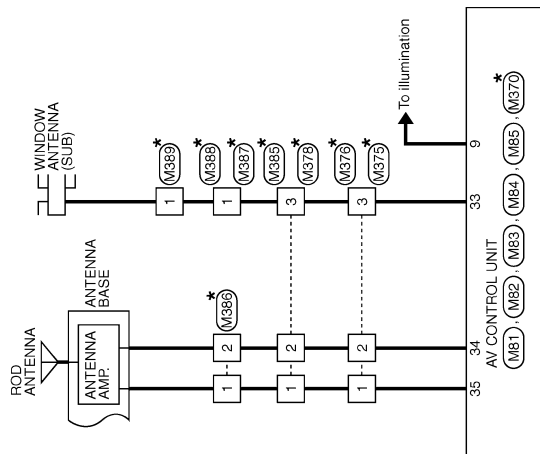 WINDOW
ANTENNA
(SUB)
ROD
ANTENNA
ANTENNA
BASE
ANTENNA
AMP.
1
*
M389
1
*
M388
*
M387
2
1
*
M386
3
*
M385
*
M378
2
1
3
*
M376
*
M375
2
1
To illumination
35
34
33
9
AV CONTROL UNIT
M81 , M82 , M83 , M84 , M85 , M370
*